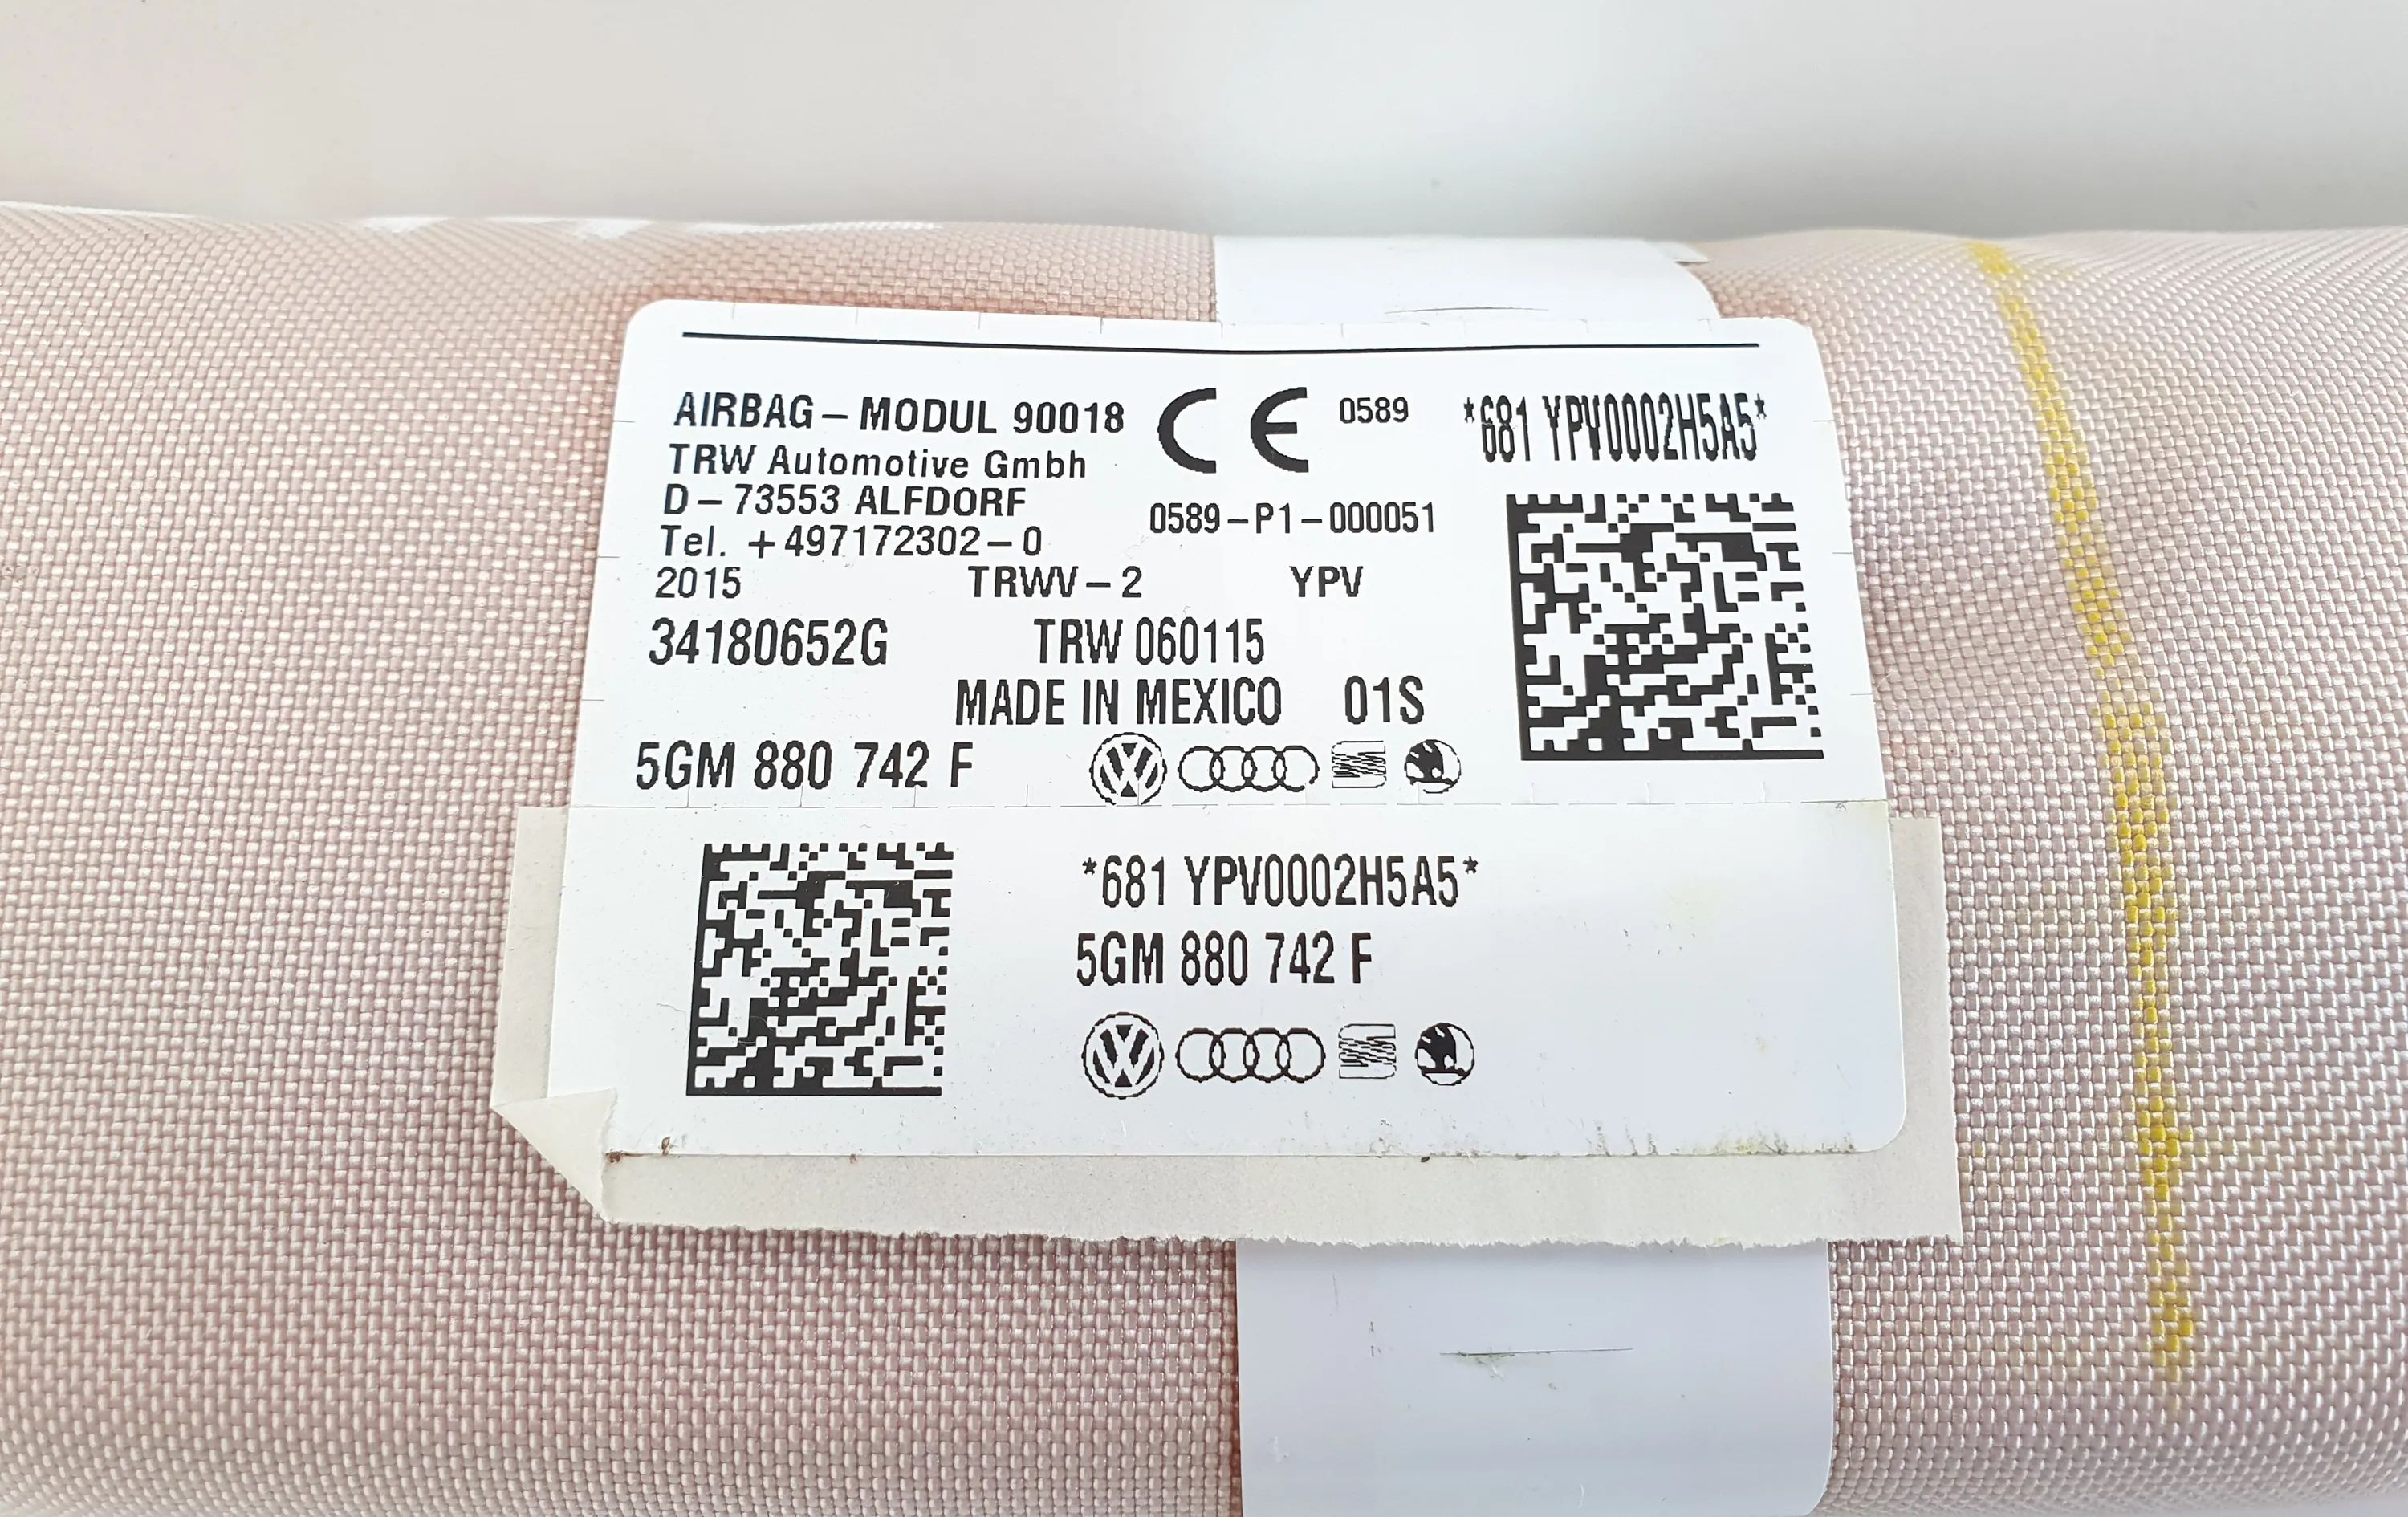 AIRBAG – MODUL 90018 CE 0589 *681 YPV0002H5A5*
TRW Automotive Gmbh
D – 73553 ALFDORF
0589 – P1 – 000051
Tel. + 497172302 – 0
2015 TRWV – 2 YPV
34180652G TRW 060115
MADE IN MEXICO 01S
5GM 880 742 F
*681 YPV0002H5A5*
5GM 880 742 F